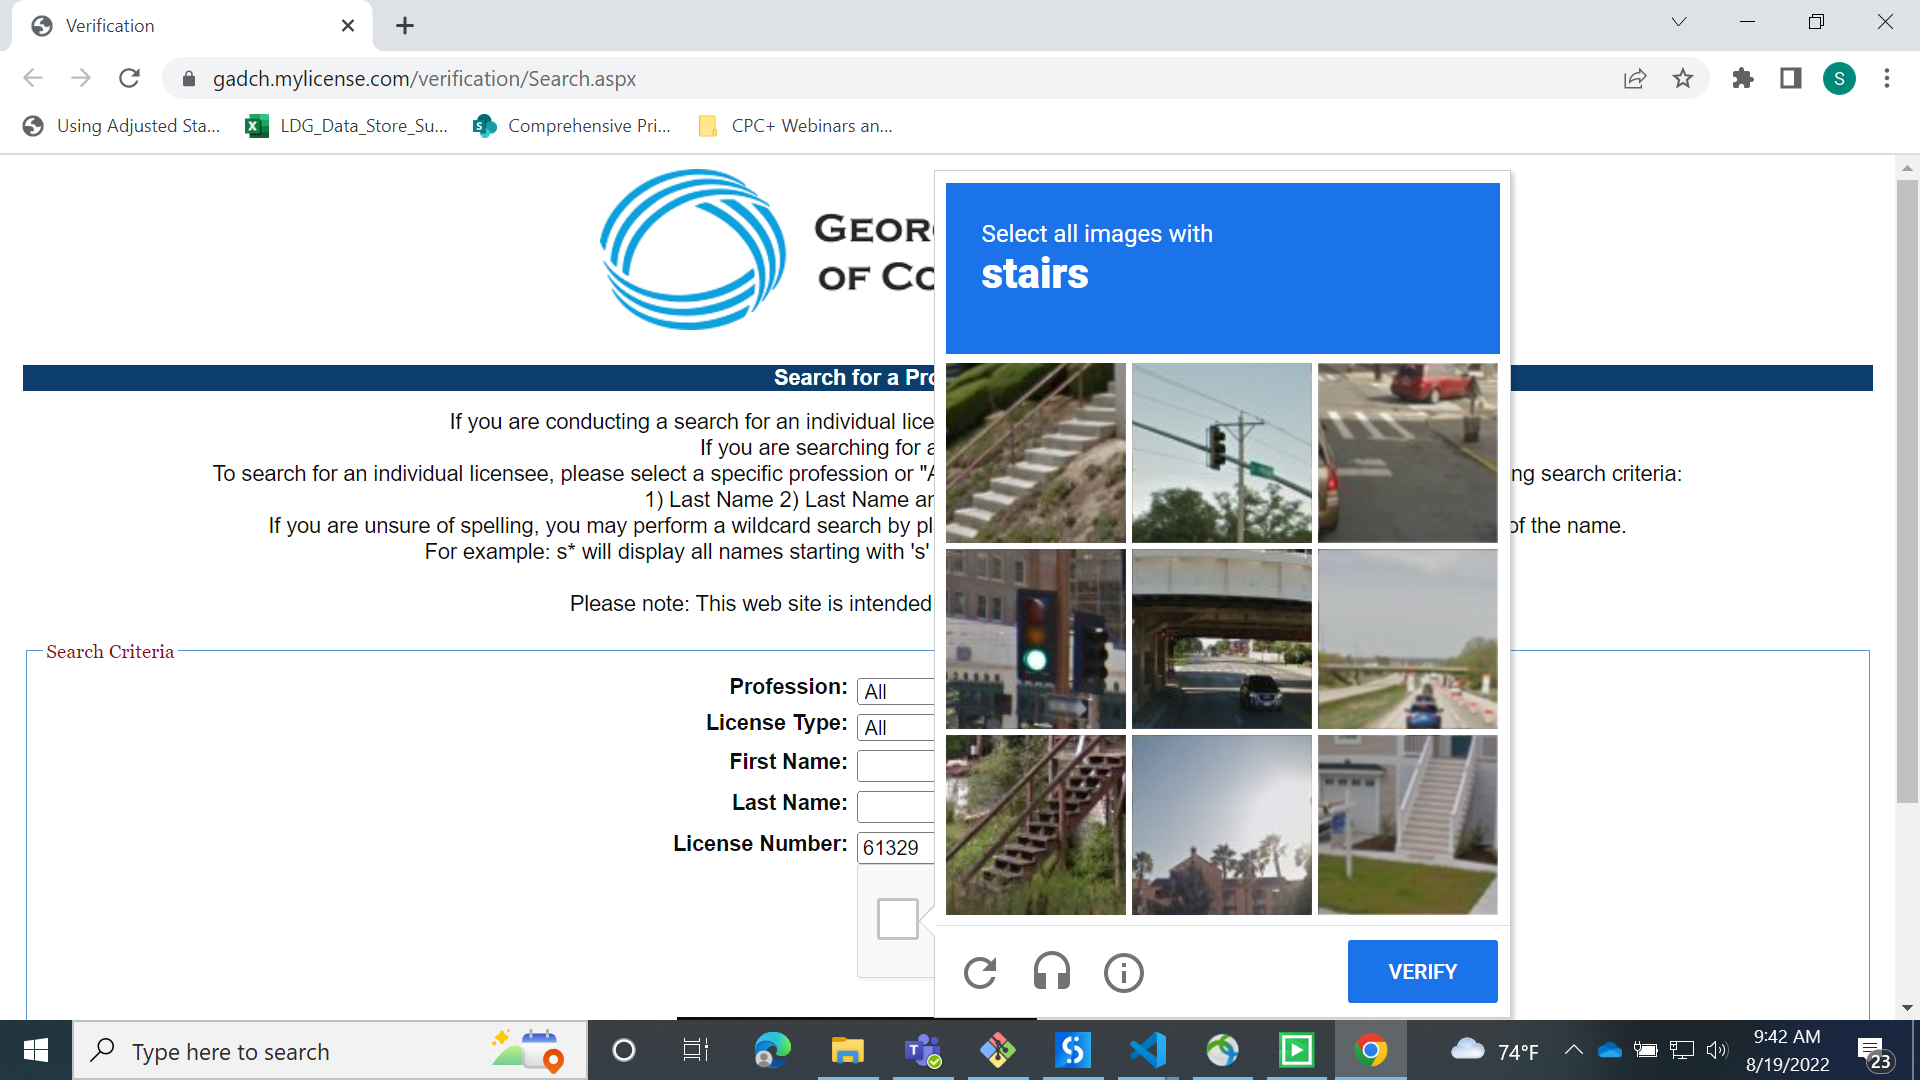 Verification
gadch.mylicense.com/verification/Search.aspx
S
Using Adjusted Sta...
LDG_Data_Store_Su...
Comprehensive Pri...
CPC+ Webinars an...
GEOR
OF CO
Search for a Pro
If you are conducting a search for an individual lice
If you are searching for a
To search for an individual licensee, please select a specific profession or "A
ng search criteria:
1) Last Name 2) Last Name an
If you are unsure of spelling, you may perform a wildcard search by pl
of the name.
For example: s* will display all names starting with 's'
Please note: This web site is intended
Search Criteria
Profession:
All
License Type:
All
First Name:
Last Name:
License Number:
61329
Select all images with
stairs
VERIFY
Type here to search
74°F
9:42 AM
8/19/2022
23